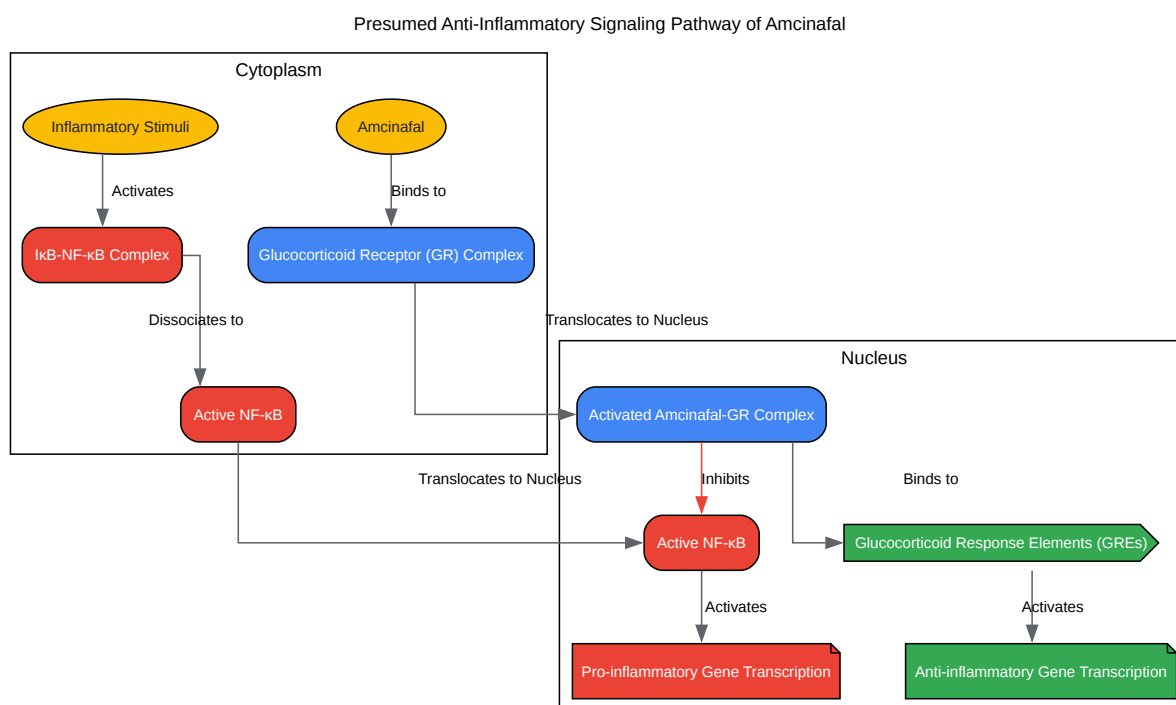 Presumed Anti-Inflammatory Signaling Pathway of Amcinafal
Cytoplasm
Inflammatory Stimuli
Amcinafal
Activates
Binds to
IκB-NF-κB Complex
Glucocorticoid Receptor (GR) Complex
Dissociates to
Translocates to Nucleus
Nucleus
Active NF-κB
Activated Amcinafal-GR Complex
Translocates to Nucleus
Inhibits
Binds to
Active NF-κB
Glucocorticoid Response Elements (GREs)
Activates
Activates
Pro-inflammatory Gene Transcription
Anti-inflammatory Gene Transcription